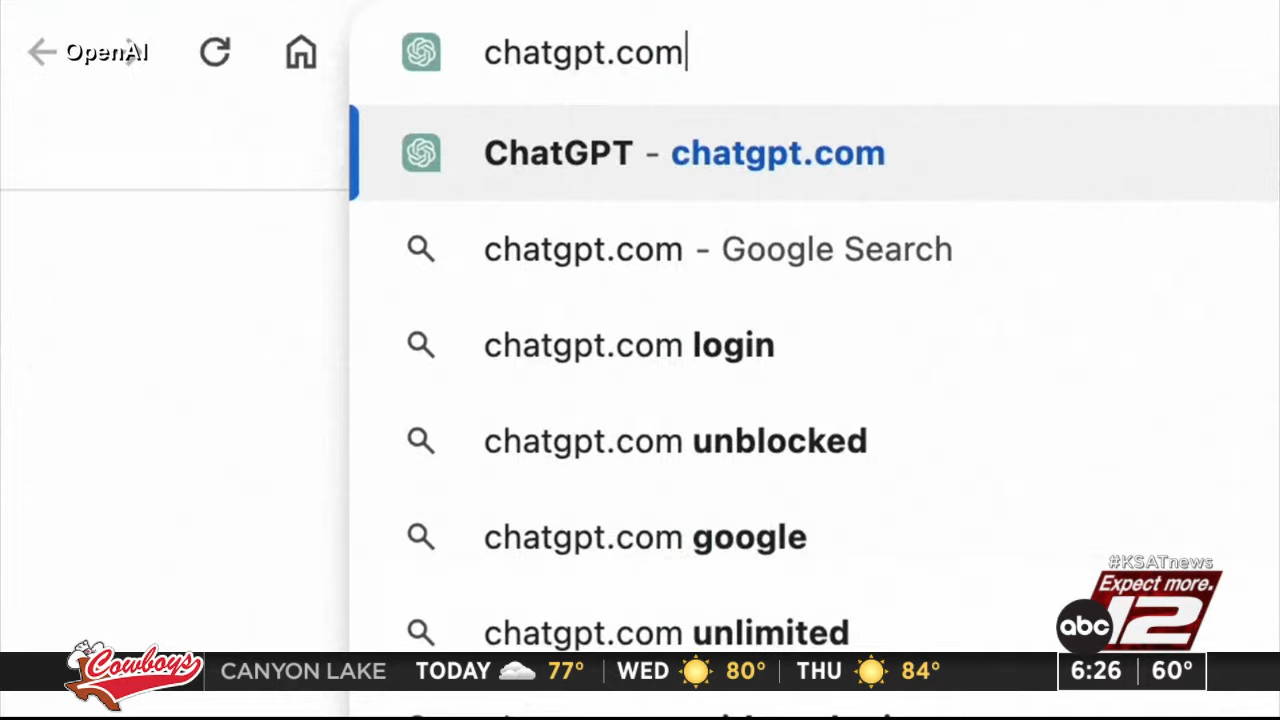 OpenAI
chatgpt.com
ChatGPT - chatgpt.com
chatgpt.com - Google Search
chatgpt.com login
chatgpt.com unblocked
chatgpt.com google
chatgpt.com unlimited
#KSATnews
Expect more.
abc 12
Cowboys
CANYON LAKE TODAY 77° WED 80° THU 84° 6:26 60°